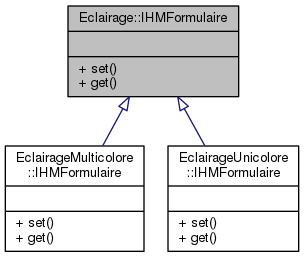 Eclairage::IHMFormulaire
+ set()
+ get()
EclairageMulticolore
::IHMFormulaire
+ set()
+ get()
EclairageUnicolore
::IHMFormulaire
+ set()
+ get()